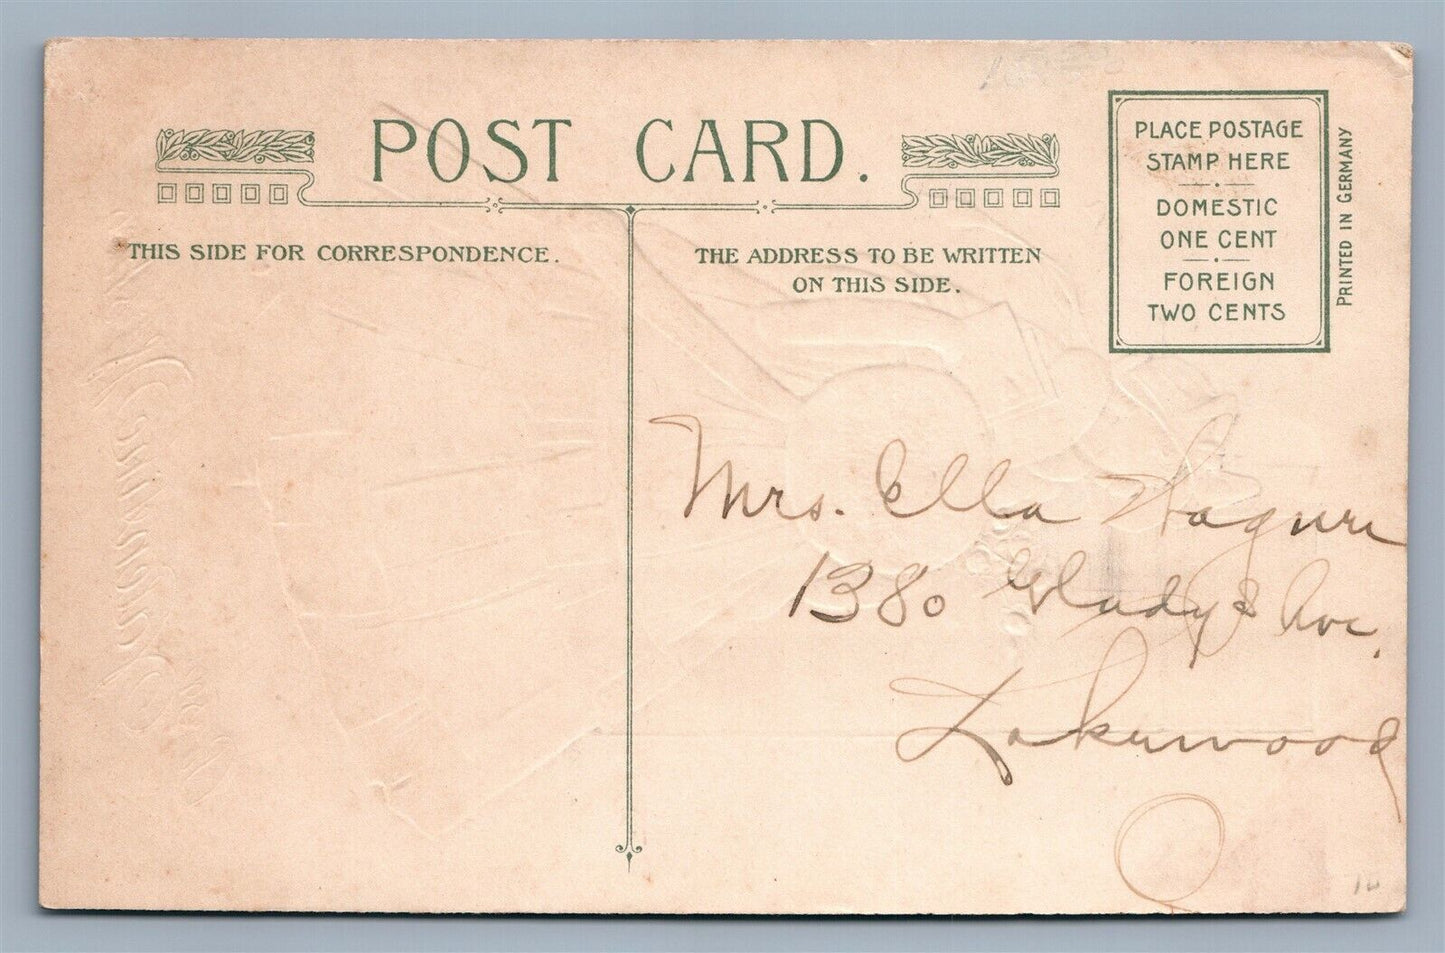 POST CARD.
THIS SIDE FOR CORRESPONDENCE.
THE ADDRESS TO BE WRITTEN
ON THIS SIDE.
PLACE POSTAGE
STAMP HERE
DOMESTIC
ONE CENT
FOREIGN
TWO CENTS
PRINTED IN GERMANY
Mrs. Ella
1380 Gladys Ave.
Lakewood
O